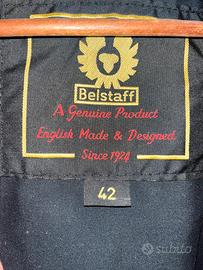 Belstaff
A Genuine Product
English Made & Designed
Since 1924
42
subito